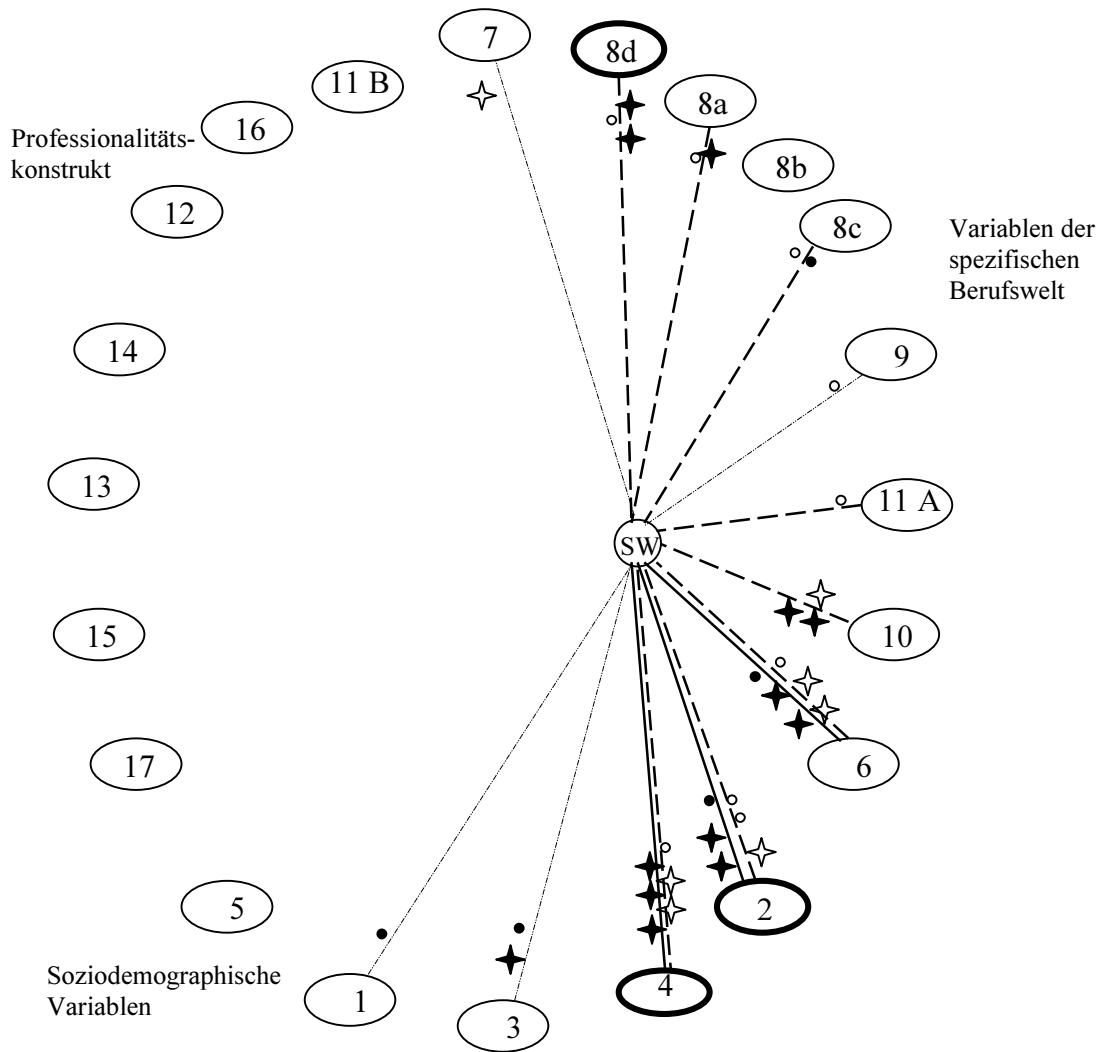 7
8d
11 B
8a
16
Professionalitäts-
konstrukt
8b
12
8c
Variablen der
spezifischen
Berufswelt
14
9
13
11 A
SW
15
10
17
6
5
2
Soziodemographische
Variablen
1
3
4